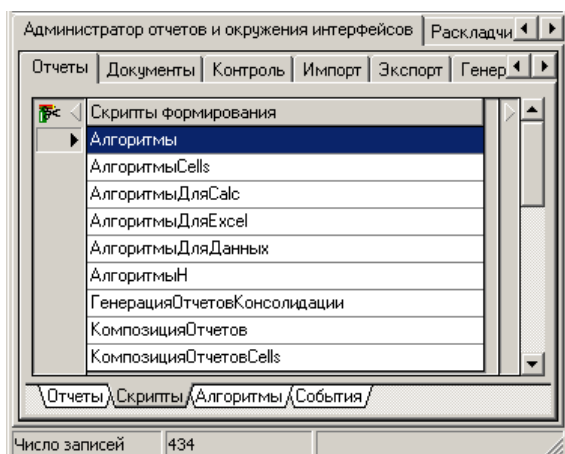 Администратор отчетов и окружения интерфейсов Раскладчи
Отчеты Документы Контроль Импорт Экспорт Генер
Скрипты формирования
Алгоритмы
АлгоритмыCells
АлгоритмыДляCalc
АлгоритмыДляExcel
АлгоритмыДляДанных
АлгоритмыН
ГенерацияОтчетовКонсолидации
КомпозицияОтчетов
КомпозицияОтчетовCells
Отчеты Скрипты Алгоритмы События
Число записей 434